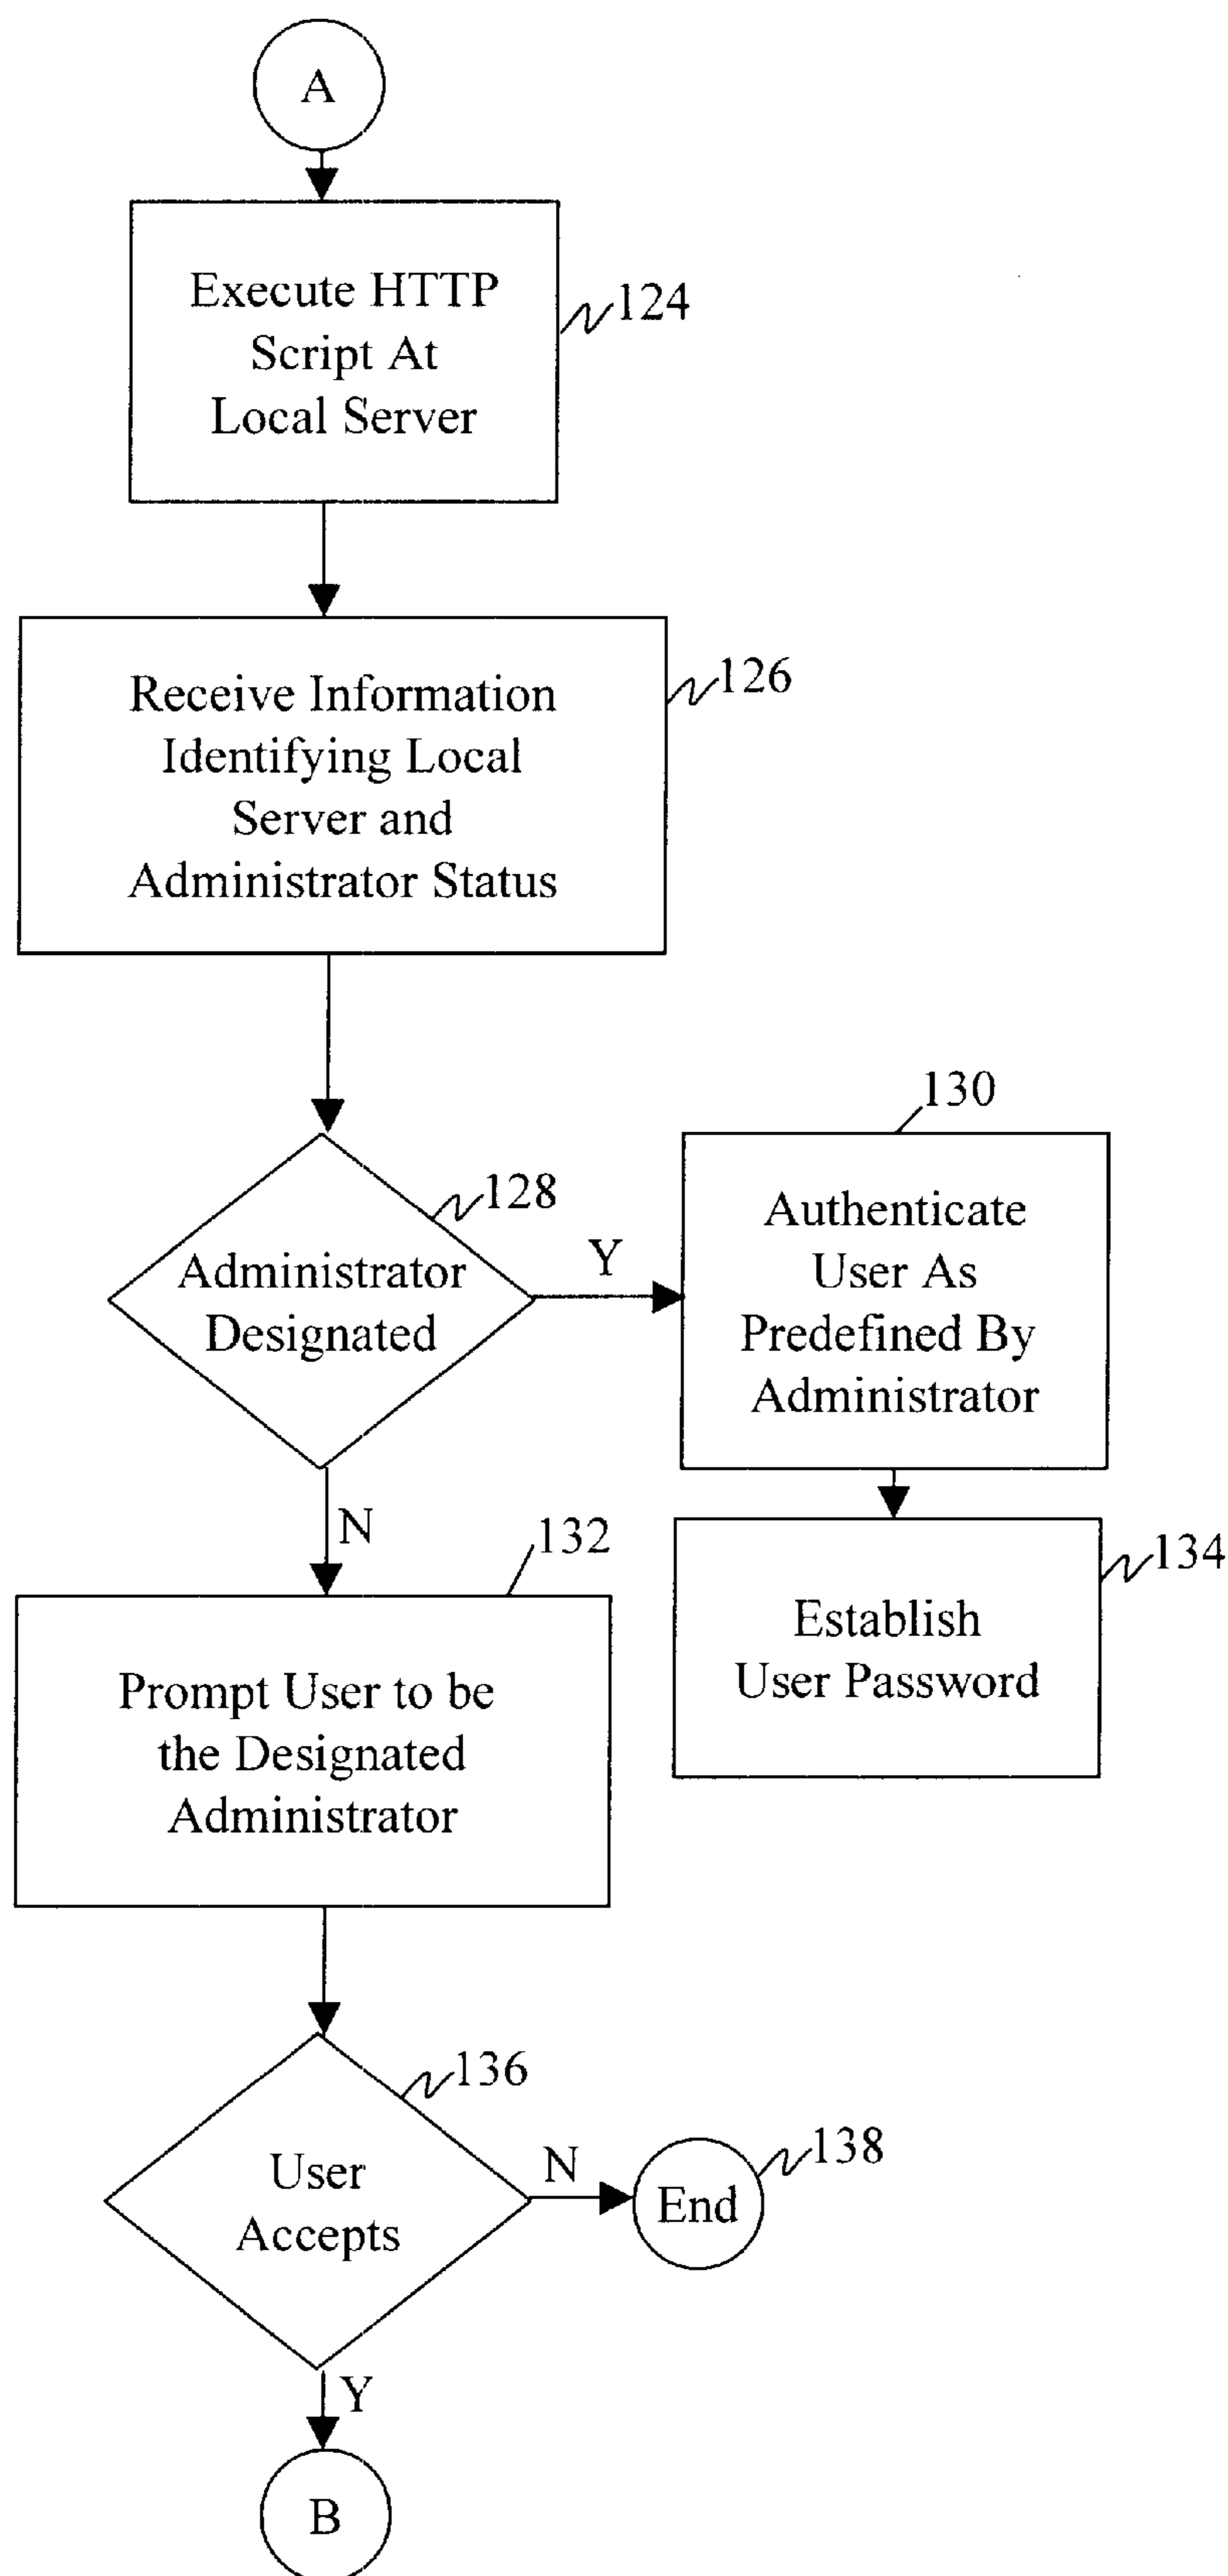 A
Execute HTTP
Script At
Local Server
124
Receive Information
Identifying Local
Server and
Administrator Status
126
128
Administrator
Designated
Y
N
130
Authenticate
User As
Predefined By
Administrator
132
Prompt User to be
the Designated
Administrator
134
Establish
User Password
136
User
Accepts
N
138
End
Y
B